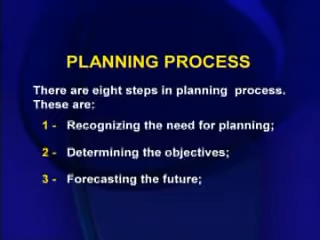 PLANNING PROCESS
There are eight steps in planning process.
These are:
1 - Recognizing the need for planning;
2 - Determining the objectives;
3 - Forecasting the future;